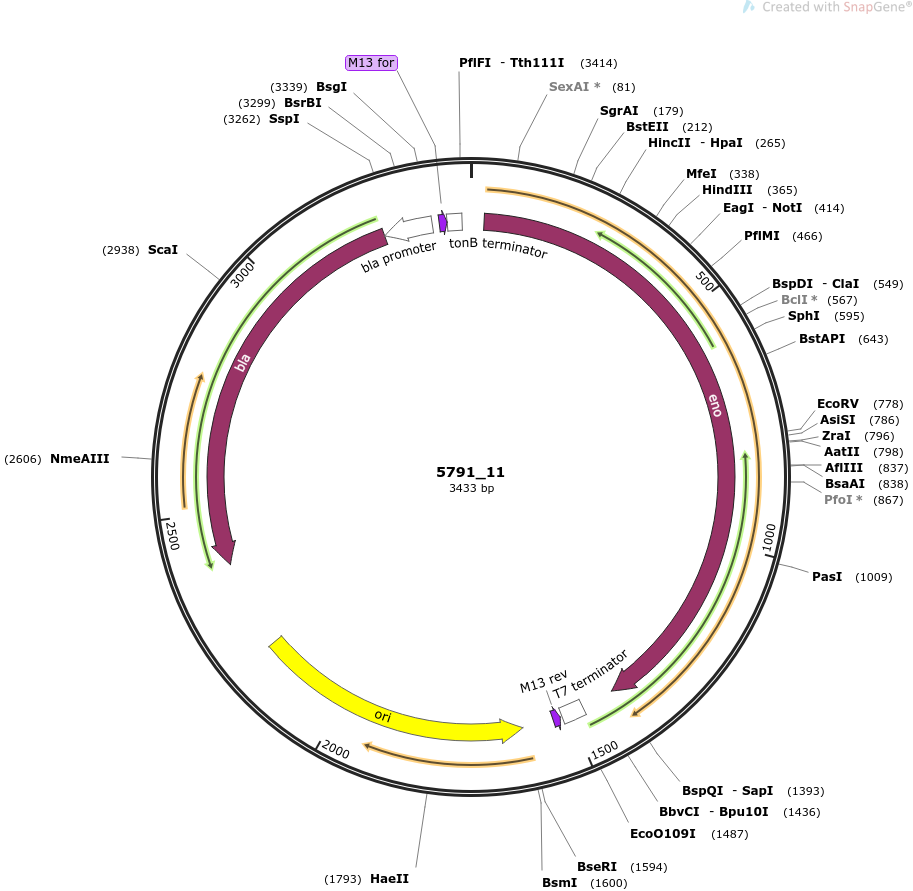 Created with SnapGene®
M13 for
PflFI - Tth111I (3414)
(3339) BsgI
SexAI * (81)
(3299) BsrBI
SgrAI (179)
(3262) SspI
BstEII (212)
HincII - HpaI (265)
MfeI (338)
HindIII (365)
EagI - NotI (414)
PflMI (466)
bla promoter
tonB terminator
(2938) ScaI
3000
500
BspDI - ClaI (549)
BclI * (567)
SphI (595)
BstAPI (643)
bla
eno
EcoRV (778)
AsiSI (786)
ZraI (796)
AatII (798)
AflIII (837)
BsaAI (838)
PfoI * (867)
(2606) NmeAIII
5791_11
3433 bp
2500
1000
PasI (1009)
M13 rev
T7 terminator
ori
2000
1500
BspQI - SapI (1393)
BbvCI - Bpu10I (1436)
EcoO109I (1487)
BseRI (1594)
(1793) HaeII
BsmI (1600)